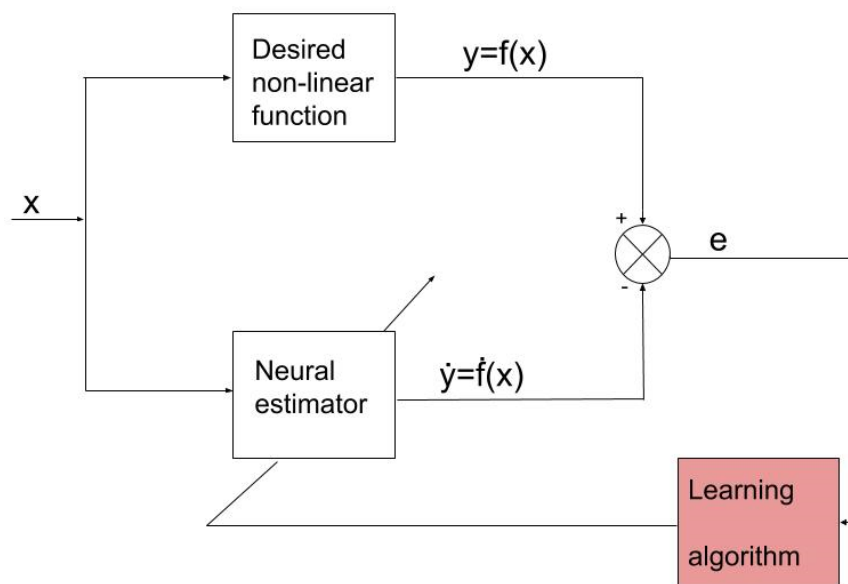 Desired
non-linear
function
y=f(x)
x
+
e
-
Neural
estimator
ẏ=ḟ(x)
Learning
algorithm